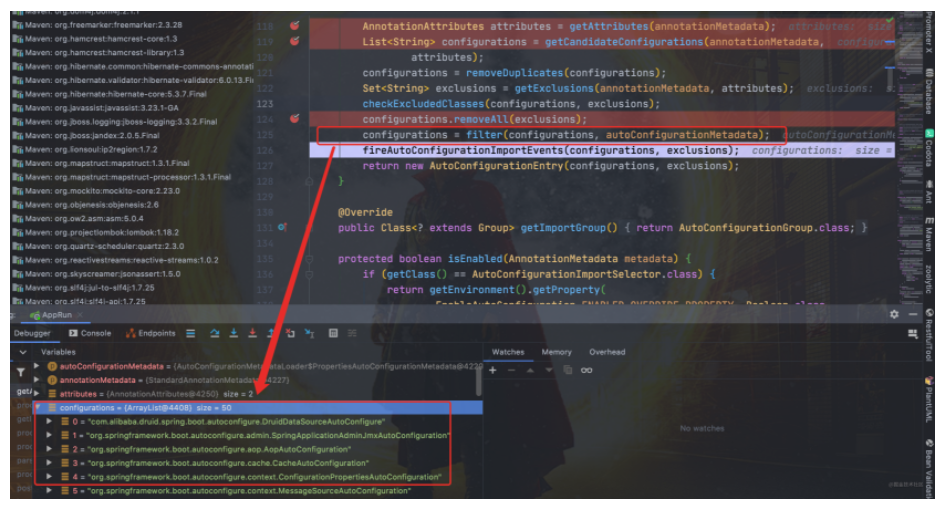 Maven: org.freemarker:freemarker:2.3.28
Maven: org.hamcrest:hamcrest-core:1.3
Maven: org.hamcrest:hamcrest-library:1.3
Maven: org.hibernate.common:hibernate-commons-annotati
Maven: org.hibernate.validator:hibernate-validator:6.0.13.Fi
Maven: org.hibernate:hibernate-core:5.3.7.Final
Maven: org.javassist:javassist:3.23.1-GA
Maven: org.jboss.logging:jboss-logging:3.3.2.Final
Maven: org.jboss:jandex:2.0.5.Final
Maven: org.lionsoul:ip2region:1.7.2
Maven: org.mapstruct:mapstruct:1.3.1.Final
Maven: org.mapstruct:mapstruct-processor:1.3.1.Final
Maven: org.mockito:mockito-core:2.23.0
Maven: org.objenesis:objenesis:2.6
Maven: org.ow2.asm:asm:5.0.4
Maven: org.projectlombok:lombok:1.18.2
Maven: org.quartz-scheduler:quartz:2.3.0
Maven: org.reactivestreams:reactive-streams:1.0.2
Maven: org.skyscreamer:jsonassert:1.5.0
Maven: org.slf4j:jul-to-slf4j:1.7.25
Maven: org.slf4j:slf4j-api:1.7.25
118 AnnotationAttributes attributes = getAttributes(annotationMetadata); attributes: size
119 List<String> configurations = getCandidateConfigurations(annotationMetadata, configur
120 attributes);
121 configurations = removeDuplicates(configurations);
122 Set<String> exclusions = getExclusions(annotationMetadata, attributes); exclusions: s
123 checkExcludedClasses(configurations, exclusions);
124 configurations.removeAll(exclusions);
125 configurations = filter(configurations, autoConfigurationMetadata); autoConfigurationMe
126 fireAutoConfigurationImportEvents(configurations, exclusions); configurations: size =
127 return new AutoConfigurationEntry(configurations, exclusions);
128 }
129
130 @Override
131 public Class<? extends Group> getImportGroup() { return AutoConfigurationGroup.class; }
134
135 protected boolean isEnabled(AnnotationMetadata metadata) {
136 if (getClass() == AutoConfigurationImportSelector.class) {
137 return getEnvironment().getProperty(
EnableAutoConfiguration.ENABLED_OVERRIDE_PROPERTY, Boolean.class
Promoter X
Database
Codota
Ant
Maven
zoolytic
RestfulTool
PlantUML
Bean Validati
AppRun
Debugger Console Endpoints
Variables
autoConfigurationMetadata = {AutoConfigurationMetadataLoader$PropertiesAutoConfigurationMetadata@4220
annotationMetadata = {StandardAnnotationMetadata@4227}
attributes = {AnnotationAttributes@4250} size = 2
configurations = {ArrayList@4408} size = 50
0 = "com.alibaba.druid.spring.boot.autoconfigure.DruidDataSourceAutoConfigure"
1 = "org.springframework.boot.autoconfigure.admin.SpringApplicationAdminJmxAutoConfiguration"
2 = "org.springframework.boot.autoconfigure.aop.AopAutoConfiguration"
3 = "org.springframework.boot.autoconfigure.cache.CacheAutoConfiguration"
4 = "org.springframework.boot.autoconfigure.context.ConfigurationPropertiesAutoConfiguration"
5 = "org.springframework.boot.autoconfigure.context.MessageSourceAutoConfiguration"
Watches Memory Overhead
No watches